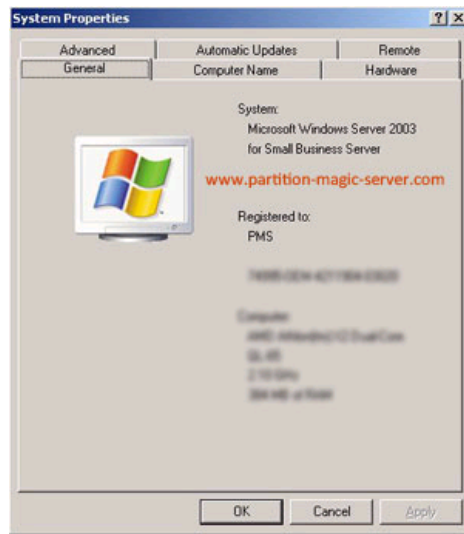 System Properties
Advanced
Automatic Updates
Remote
General
Computer Name
Hardware
System:
Microsoft Windows Server 2003
for Small Business Server
www.partition-magic-server.com
Registered to:
PMS
Computer
OK
Cancel
Apply